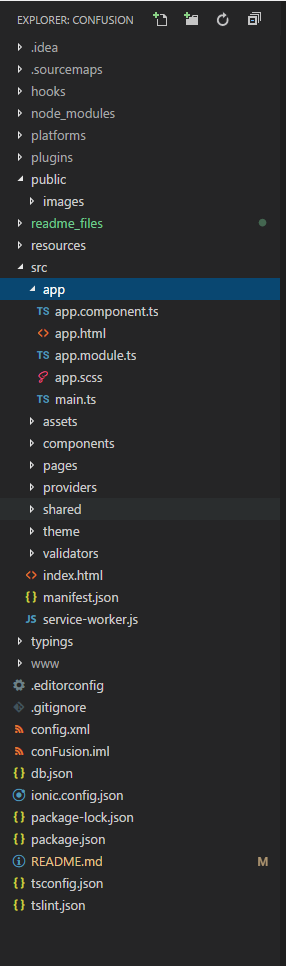 EXPLORER: CONFUSION
.idea
.sourcemaps
hooks
node_modules
platforms
plugins
public
images
readme_files
resources
src
app
TS app.component.ts
<> app.html
TS app.module.ts
app.scss
TS main.ts
assets
components
pages
providers
shared
theme
validators
<> index.html
{} manifest.json
JS service-worker.js
typings
www
.editorconfig
.gitignore
config.xml
conFusion.iml
{} db.json
ionic.config.json
{} package-lock.json
{} package.json
README.md M
{} tsconfig.json
{} tslint.json